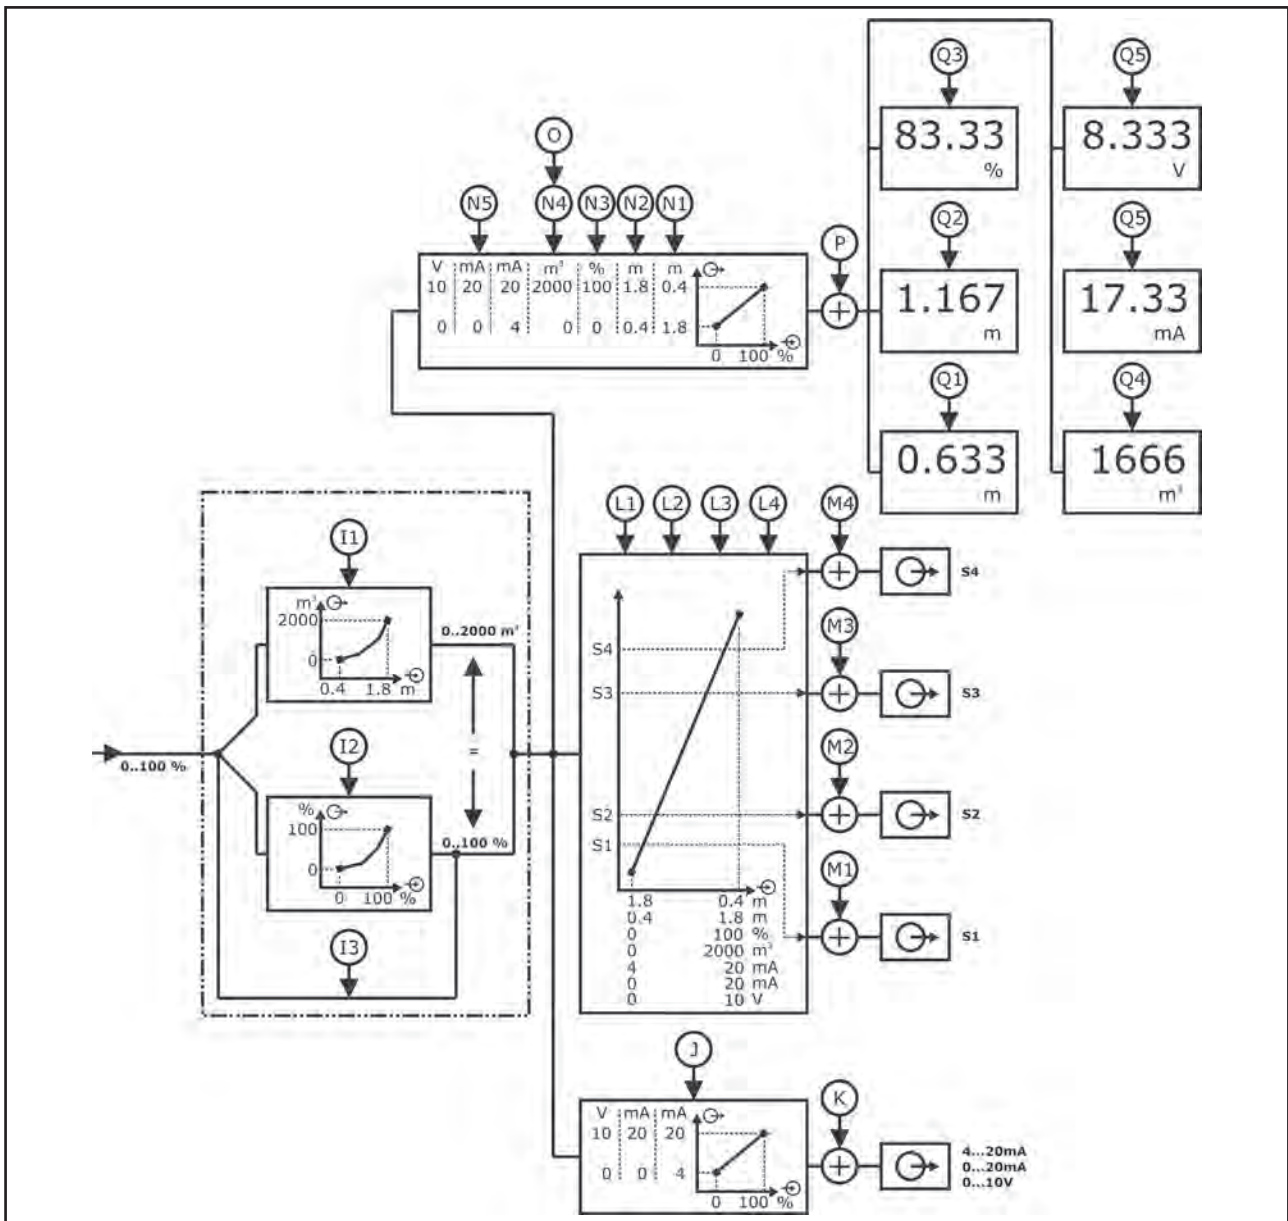 Q3 Q5
83.33 %
8.333 V
O
N5 N4 N3 N2 N1
Q2 Q5
P
V mA mA m³ % m m
10 20 20 2000 100 1.8 0.4
0 0 4 0 0 0.4 1.8
0 100 %
1.167 m
17.33 mA
Q1 Q4
0.633 m
1666 m³
L1 L2 L3 L4 M4
I1
S4
m³
2000
0
0.4 1.8 m
0..2000 m³
M3
S4
S3
S3
0..100 %
I2
=
M2
%
100
0
0 100 %
0..100 %
S2
S2
S1
M1
1.8 0.4 m
0.4 1.8 m
0 100 %
0 2000 m³
4 20 mA
0 20 mA
0 10 V
S1
I3
J
K
V mA mA
10 20 20
0 0 4
0 100 %
4...20mA
0...20mA
0...10V